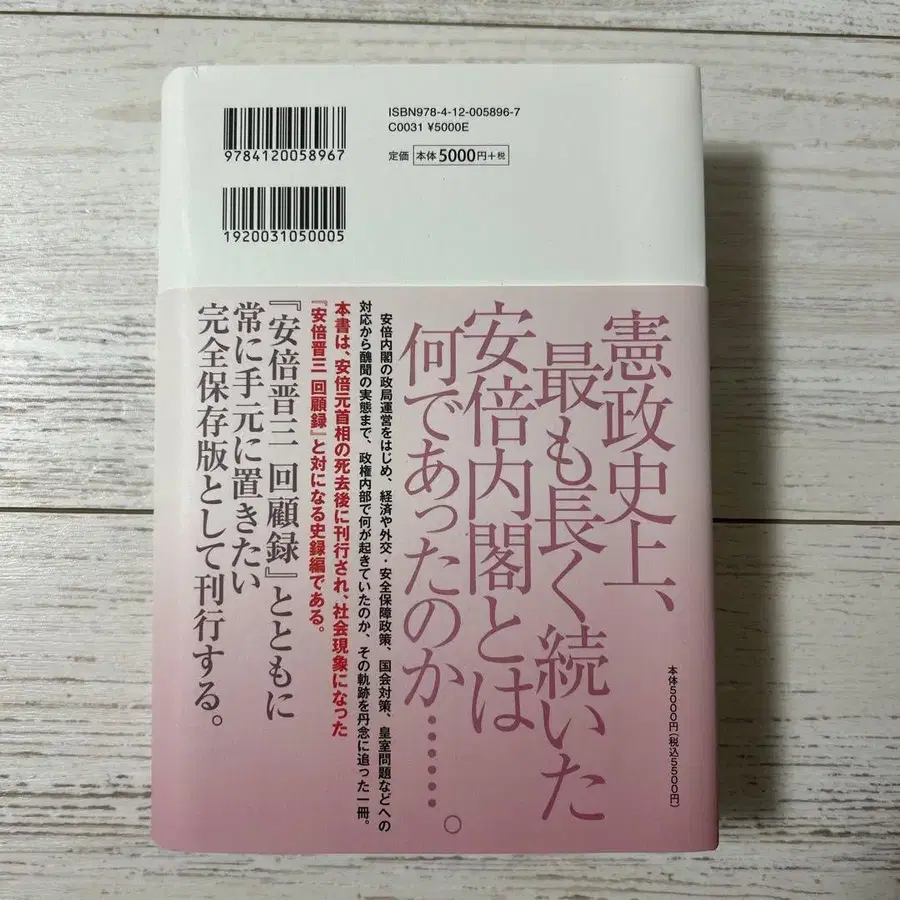 ISBN978-4-12-005896-7
C0031 ¥5000E
定価 本体5000円+税
9784120058967
1920031050005
憲政史上、
最も長く続いた
安倍内閣とは
何であったのか……。
安倍内閣の政局運営をはじめ、経済や外交・安全保障政策、国会対策、皇室問題などへの
対応から醜聞の実態まで、政権内部で何が起きていたのか、その軌跡を丹念に追った一冊。
本書は、安倍元首相の死去後に刊行され、社会現象になった
『安倍晋三 回顧録』と対になる史録編である。
『安倍晋三 回顧録』とともに
常に手元に置きたい
完全保存版として刊行する。
本体5000円(税込5500円)